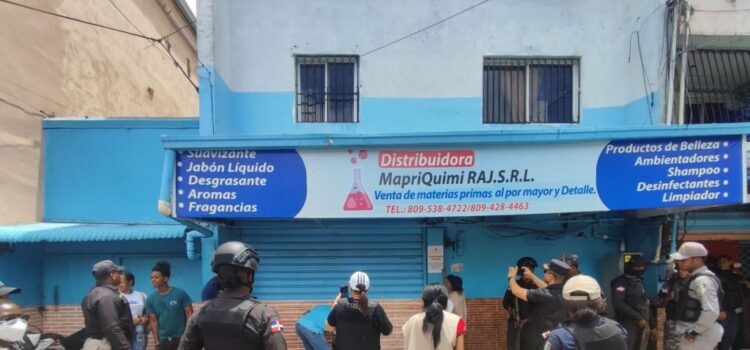 Suavizante
Jabón Liquido
Desgrasante
Aromas
Fragancias
Distribuidora
MapriQuimi RAJ.S.R.L.
Venta de materias primas al por mayor y Detalle.
TEL.: 809-538-4722/809-428-4463
Productos de Belleza
Ambientadores
Shampoo
Desinfectantes
Limpiador